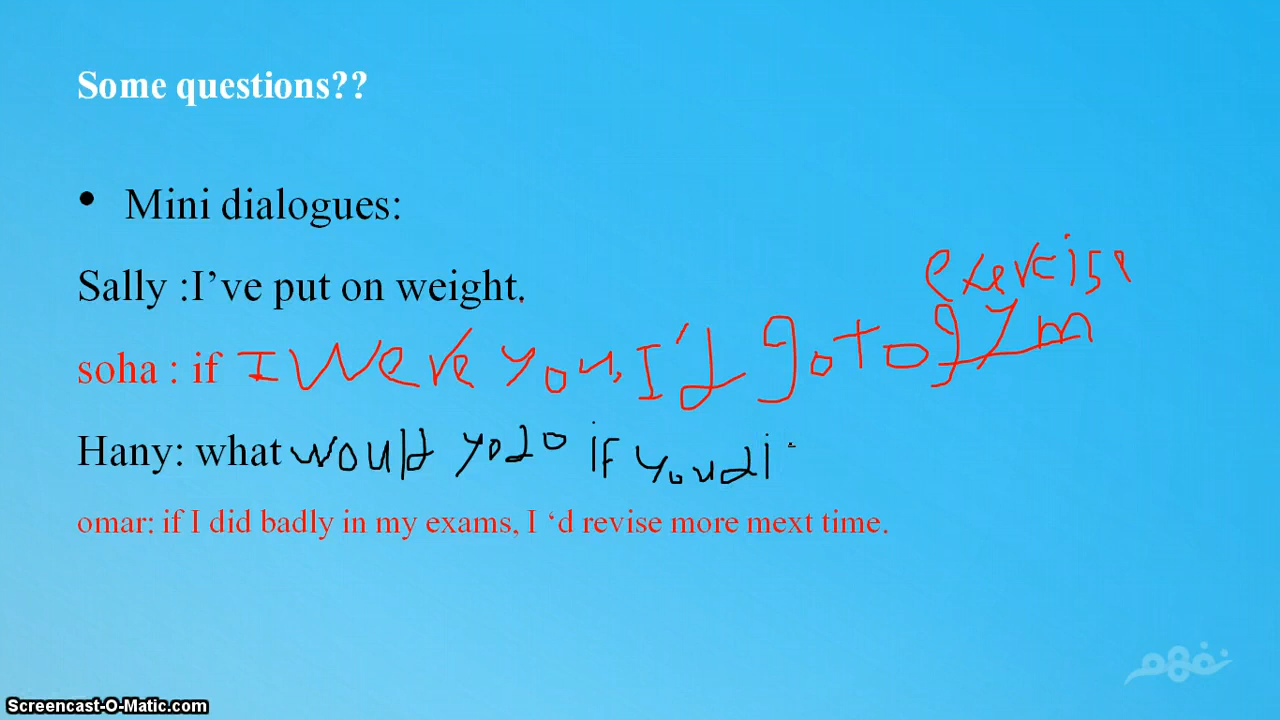 Some questions??
• Mini dialogues:
Sally :I've put on weight.
exercise
soha : if I were you, I'd go to gym
Hany: what would yo do if you di
omar: if I did badly in my exams, I 'd revise more mext time.
نفهم
Screencast-O-Matic.com